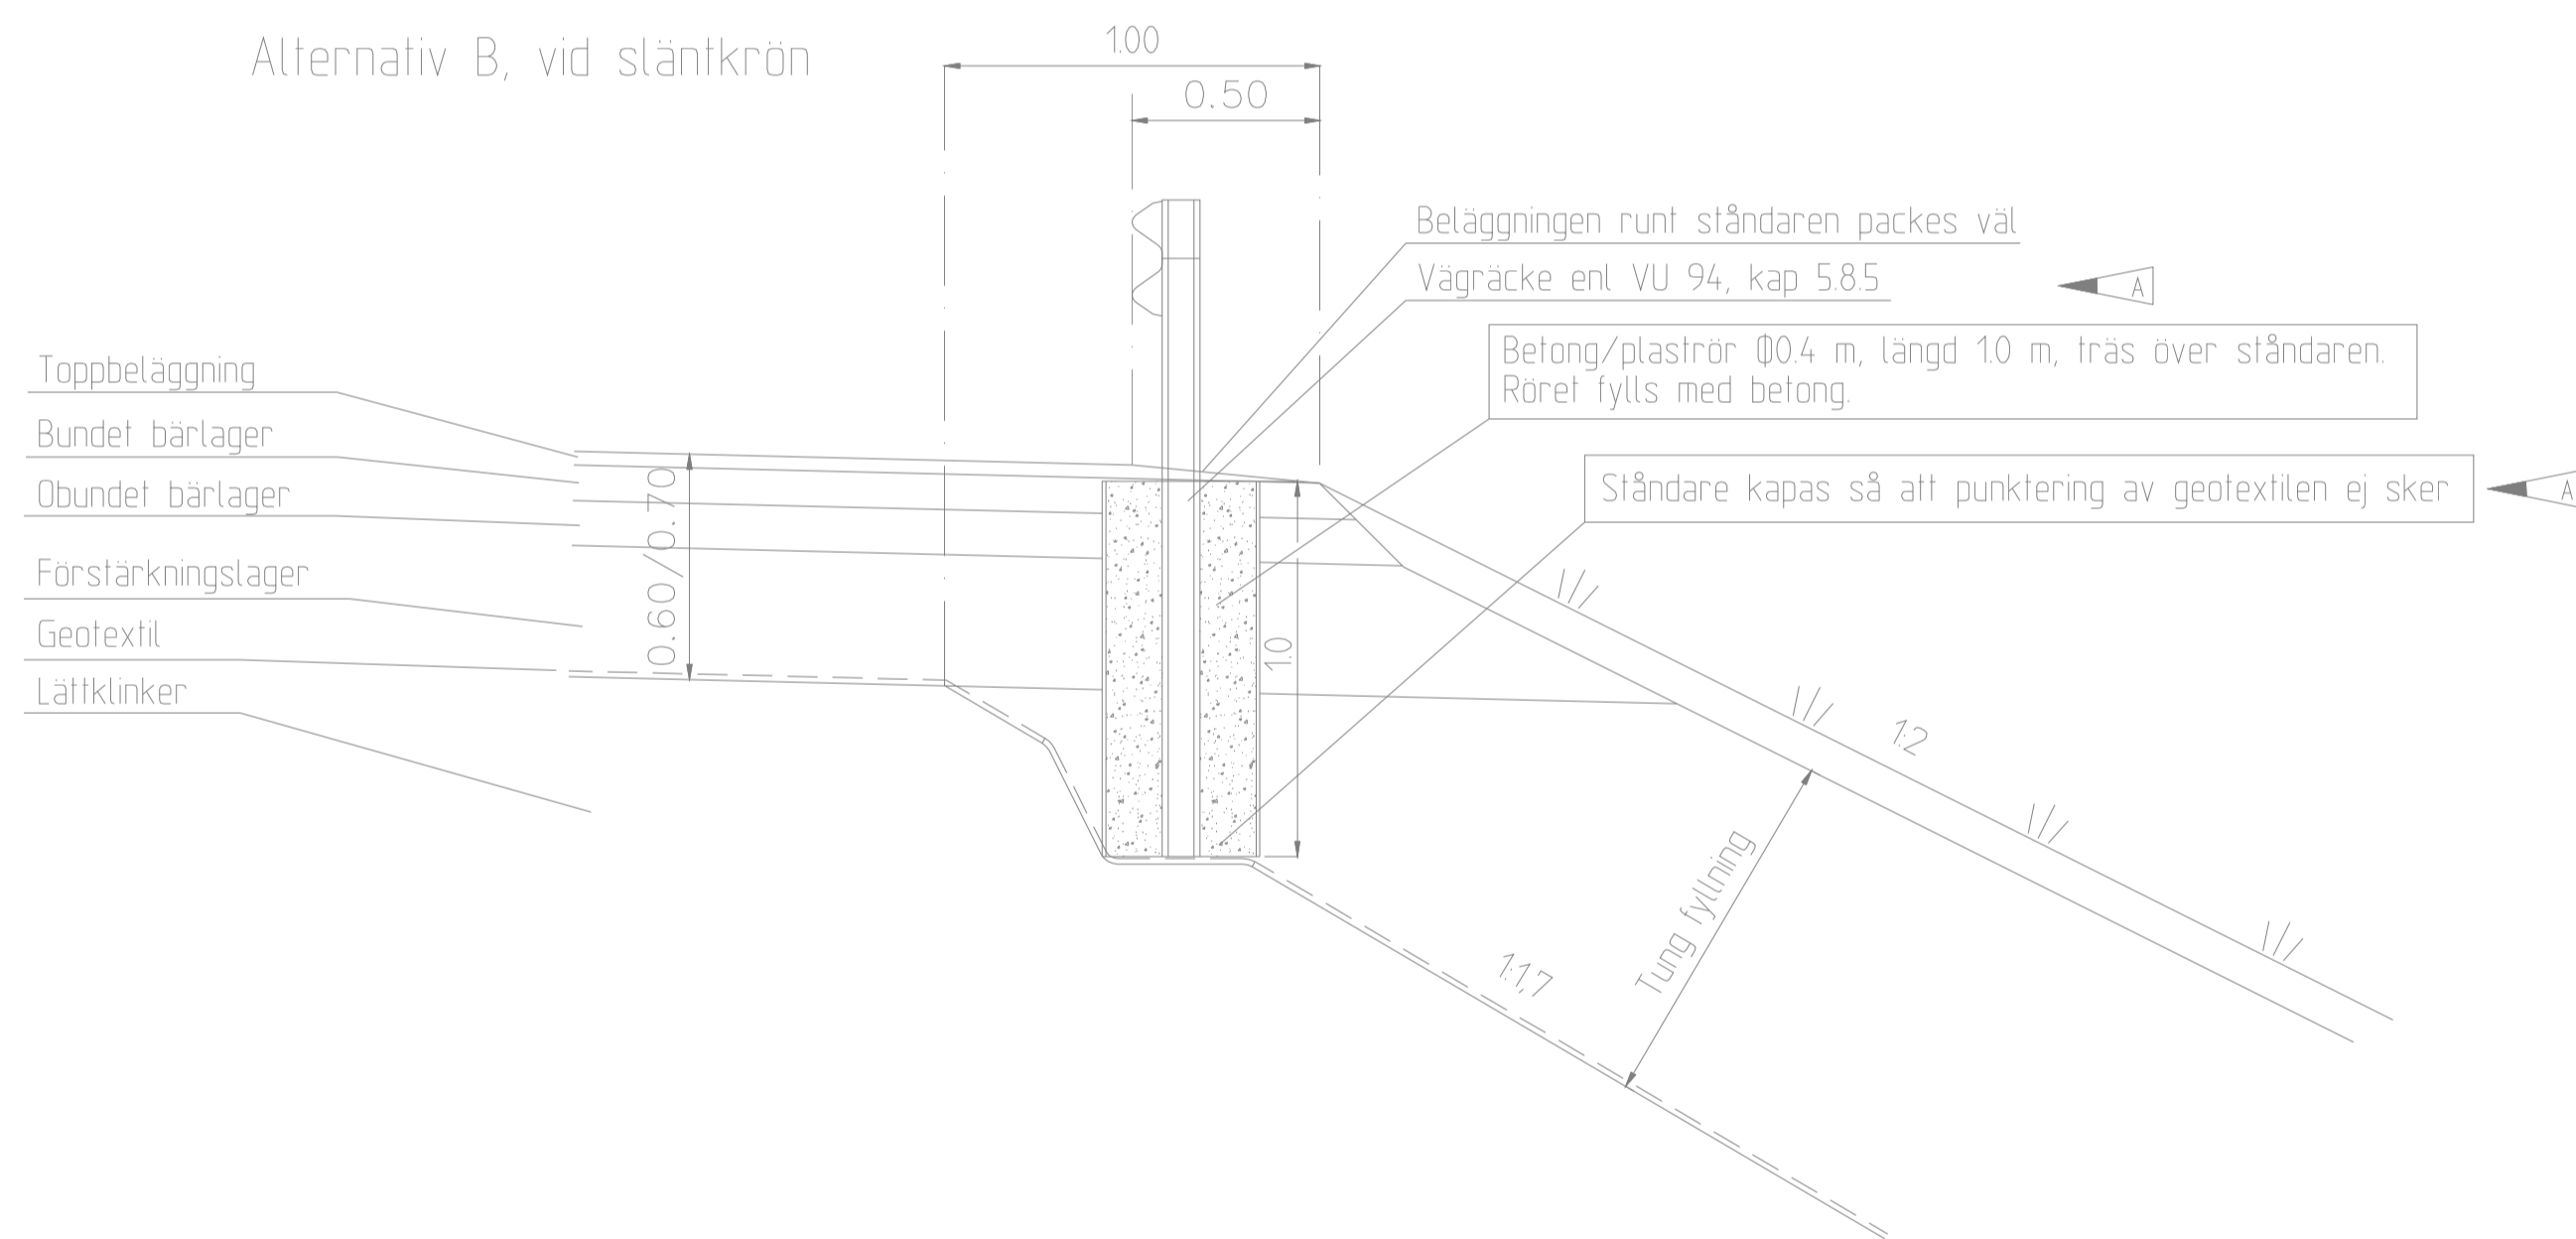 Alternativ B, vid släntkrön
1.00
0.50
Beläggningen runt ståndaren packes väl
Vägräcke enl VU 94, kap 5.8.5
A
Betong/plaströr Φ0.4 m, längd 1.0 m, träs över ståndaren.
Röret fylls med betong.
Ståndare kapas så att punktering av geotextilen ej sker
A
Toppbeläggning
Bundet bärlager
Obundet bärlager
Förstärkningslager
Geotextil
Lättklinker
0.60/0.70
1.0
1:2
Tung fyllning
1:1,7